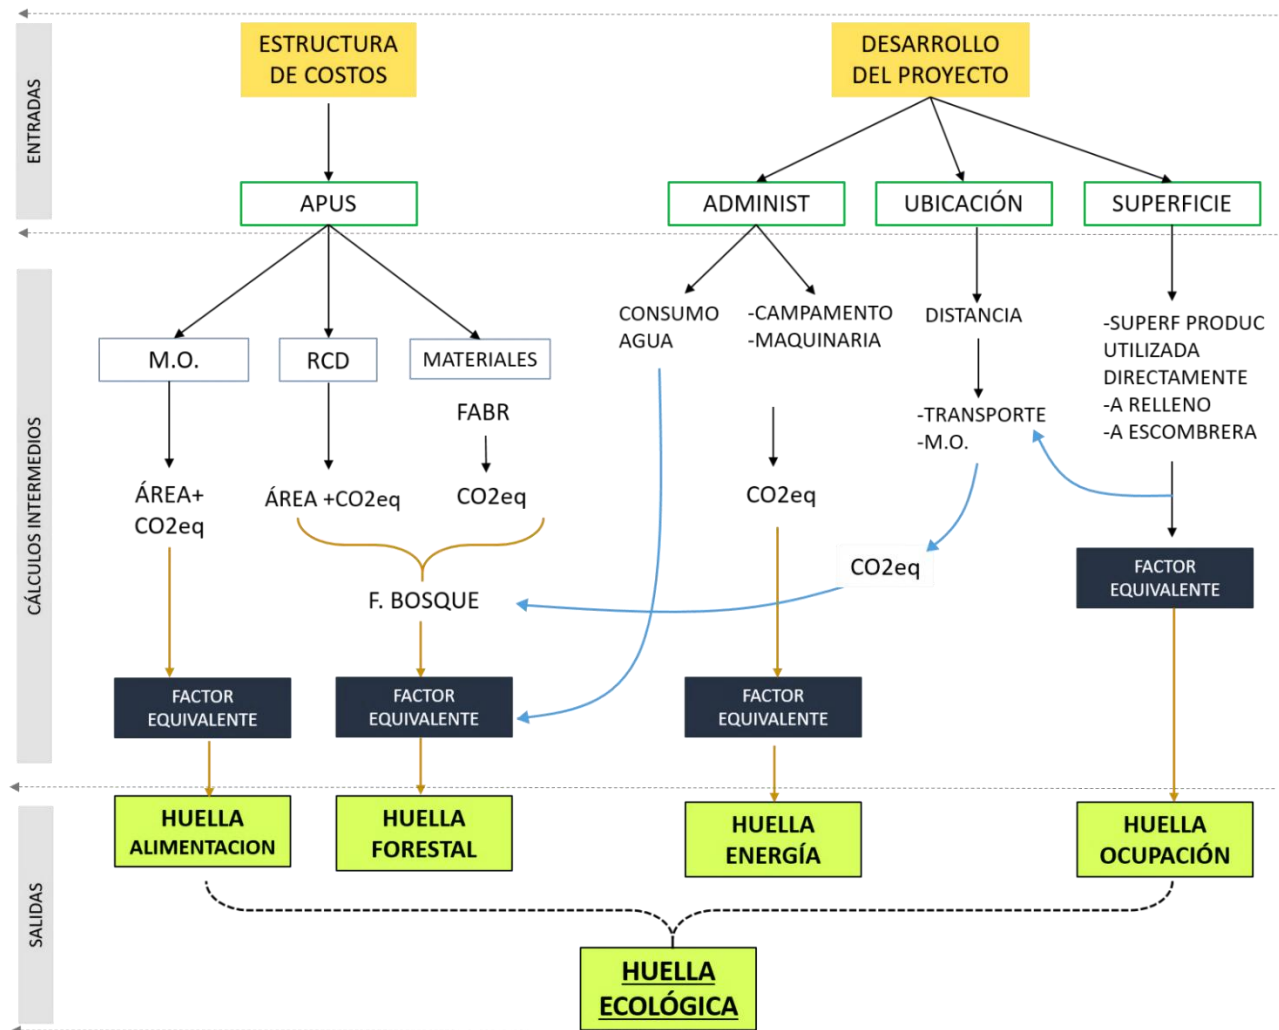 ENTRADAS
ESTRUCTURA
DE COSTOS
DESARROLLO
DEL PROYECTO
APUS
ADMINIST
UBICACIÓN
SUPERFICIE
CÁLCULOS INTERMEDIOS
M.O.
RCD
MATERIALES
FABR
CONSUMO
AGUA
-CAMPAMENTO
-MAQUINARIA
DISTANCIA
-SUPERF PRODUC
UTILIZADA
DIRECTAMENTE
-A RELLENO
-A ESCOMBRERA
-TRANSPORTE
-M.O.
ÁREA+
CO2eq
ÁREA +CO2eq
CO2eq
CO2eq
CO2eq
F. BOSQUE
FACTOR
EQUIVALENTE
FACTOR
EQUIVALENTE
FACTOR
EQUIVALENTE
FACTOR
EQUIVALENTE
SALIDAS
HUELLA
ALIMENTACION
HUELLA
FORESTAL
HUELLA
ENERGÍA
HUELLA
OCUPACIÓN
HUELLA
ECOLÓGICA